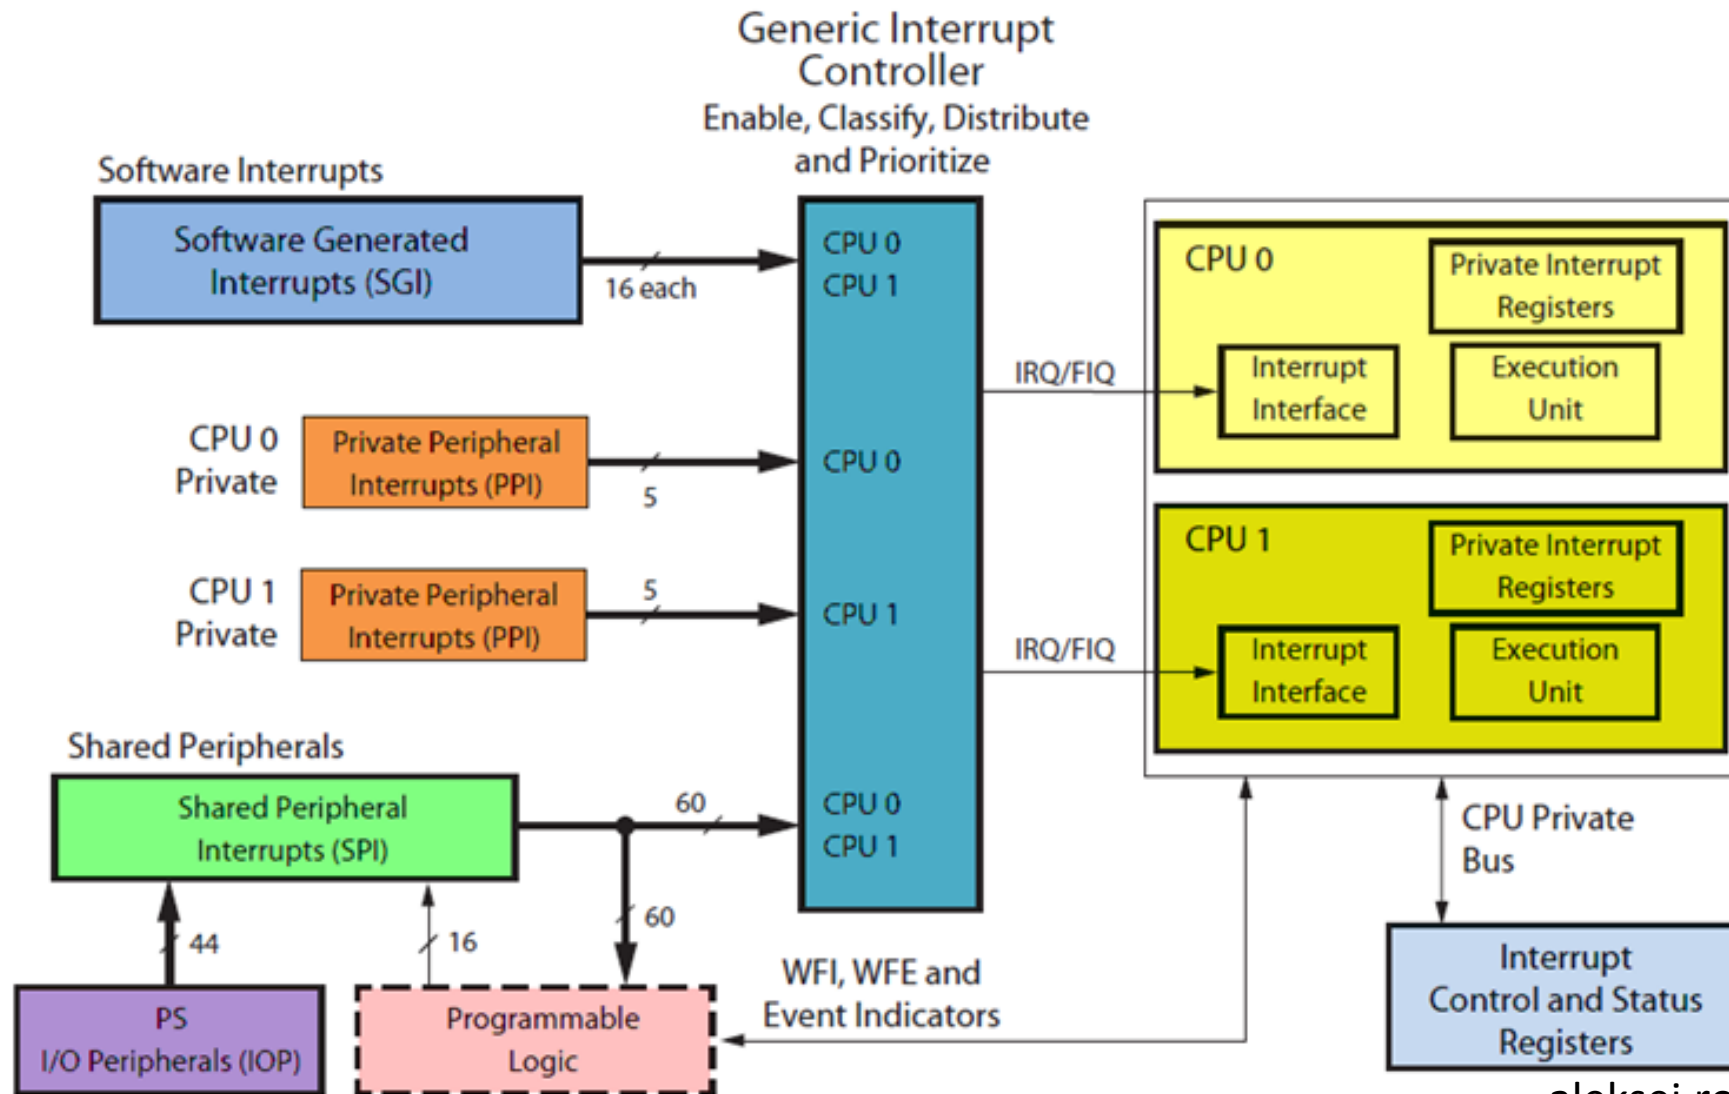 Generic Interrupt
Controller
Enable, Classify, Distribute
and Prioritize
Software Interrupts
Software Generated
Interrupts (SGI)
16 each
CPU 0
CPU 1
CPU 0
Private
Private Peripheral
Interrupts (PPI)
5
CPU 0
CPU 1
Private
Private Peripheral
Interrupts (PPI)
5
CPU 1
Shared Peripherals
Shared Peripheral
Interrupts (SPI)
60
CPU 0
CPU 1
60
44
16
PS
I/O Peripherals (IOP)
Programmable
Logic
WFI, WFE and
Event Indicators
IRQ/FIQ
CPU 0
Private Interrupt
Registers
Interrupt
Interface
Execution
Unit
IRQ/FIQ
CPU 1
Private Interrupt
Registers
Interrupt
Interface
Execution
Unit
CPU Private
Bus
Interrupt
Control and Status
Registers